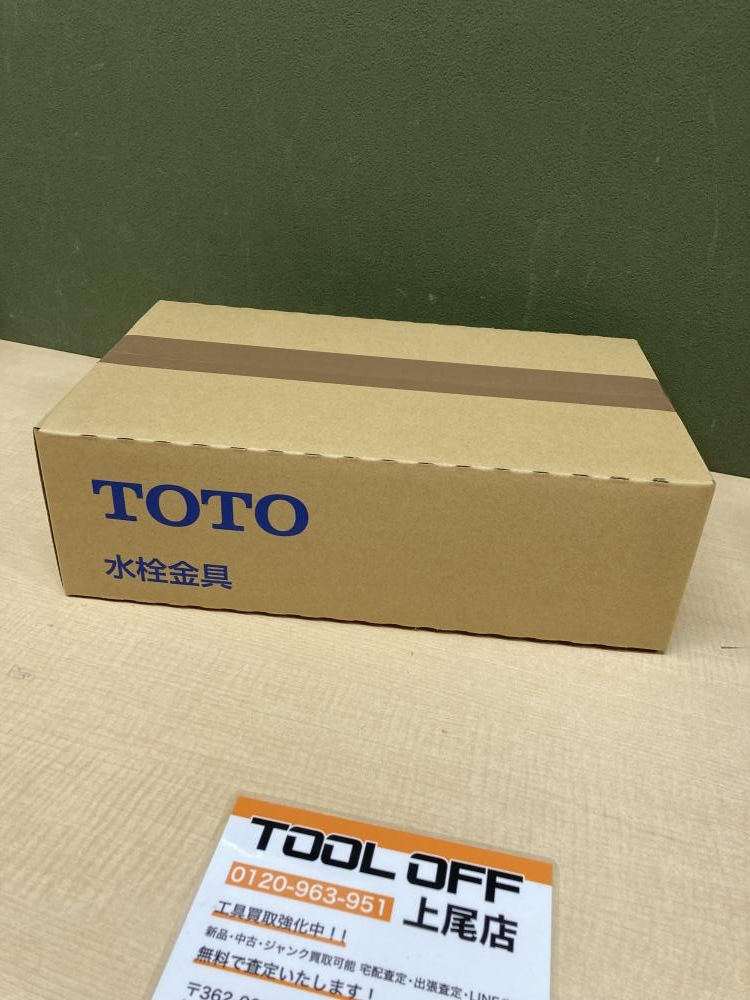 TOTO
水栓金具
TOOL OFF
0120-963-951
上尾店
工具買取強化中！！
新品・中古・ジャンク買取可能 宅配査定・出張査定・LINE
無料で査定いたします！
〒362-00